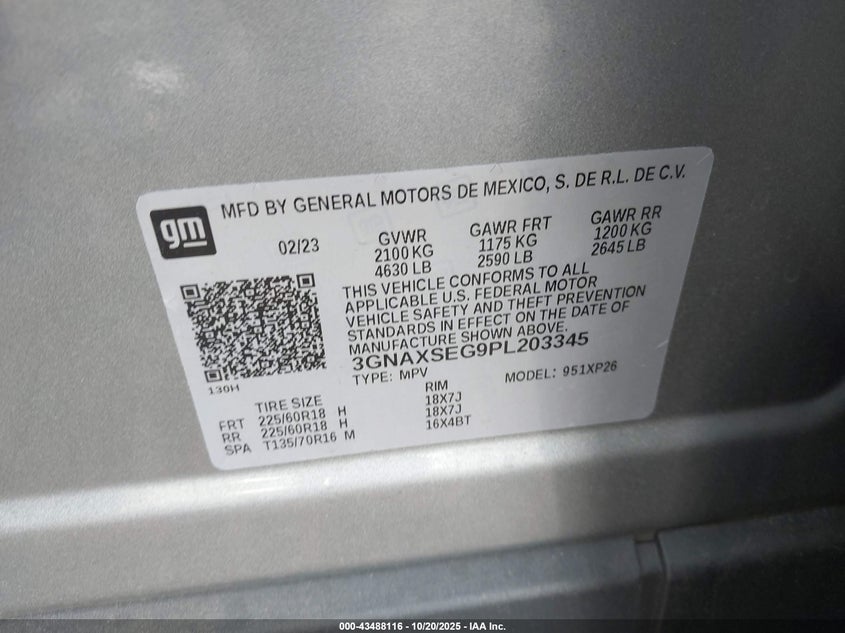 gm
MFD BY GENERAL MOTORS DE MEXICO, S. DE R.L. DE C.V.
02/23
GVWR
2100 KG
4630 LB
GAWR FRT
1175 KG
2590 LB
GAWR RR
1200 KG
2645 LB
THIS VEHICLE CONFORMS TO ALL
APPLICABLE U.S. FEDERAL MOTOR
VEHICLE SAFETY AND THEFT PREVENTION
STANDARDS IN EFFECT ON THE DATE OF
MANUFACTURE SHOWN ABOVE.
3GNAXSEG9PL203345
TYPE: MPV
MODEL: 951XP26
130H
TIRE SIZE RIM
FRT 225/60R18 H 18X7J
RR 225/60R18 H 18X7J
SPA T135/70R16 M 16X4BT
000-43488116 - 10/20/2025 - IAA Inc.